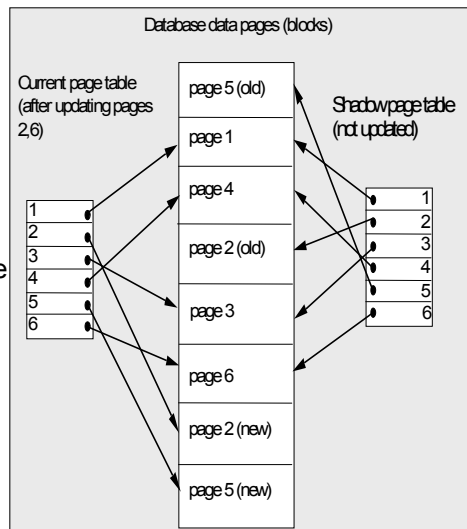 Database data pages (blocks)
Current page table
(after updating pages
2,6)
1
2
3
4
5
6
page 5 (old)
page 1
page 4
page 2 (old)
page 3
page 6
page 2 (new)
page 5 (new)
Shadow page table
(not updated)
1
2
3
4
5
6
e